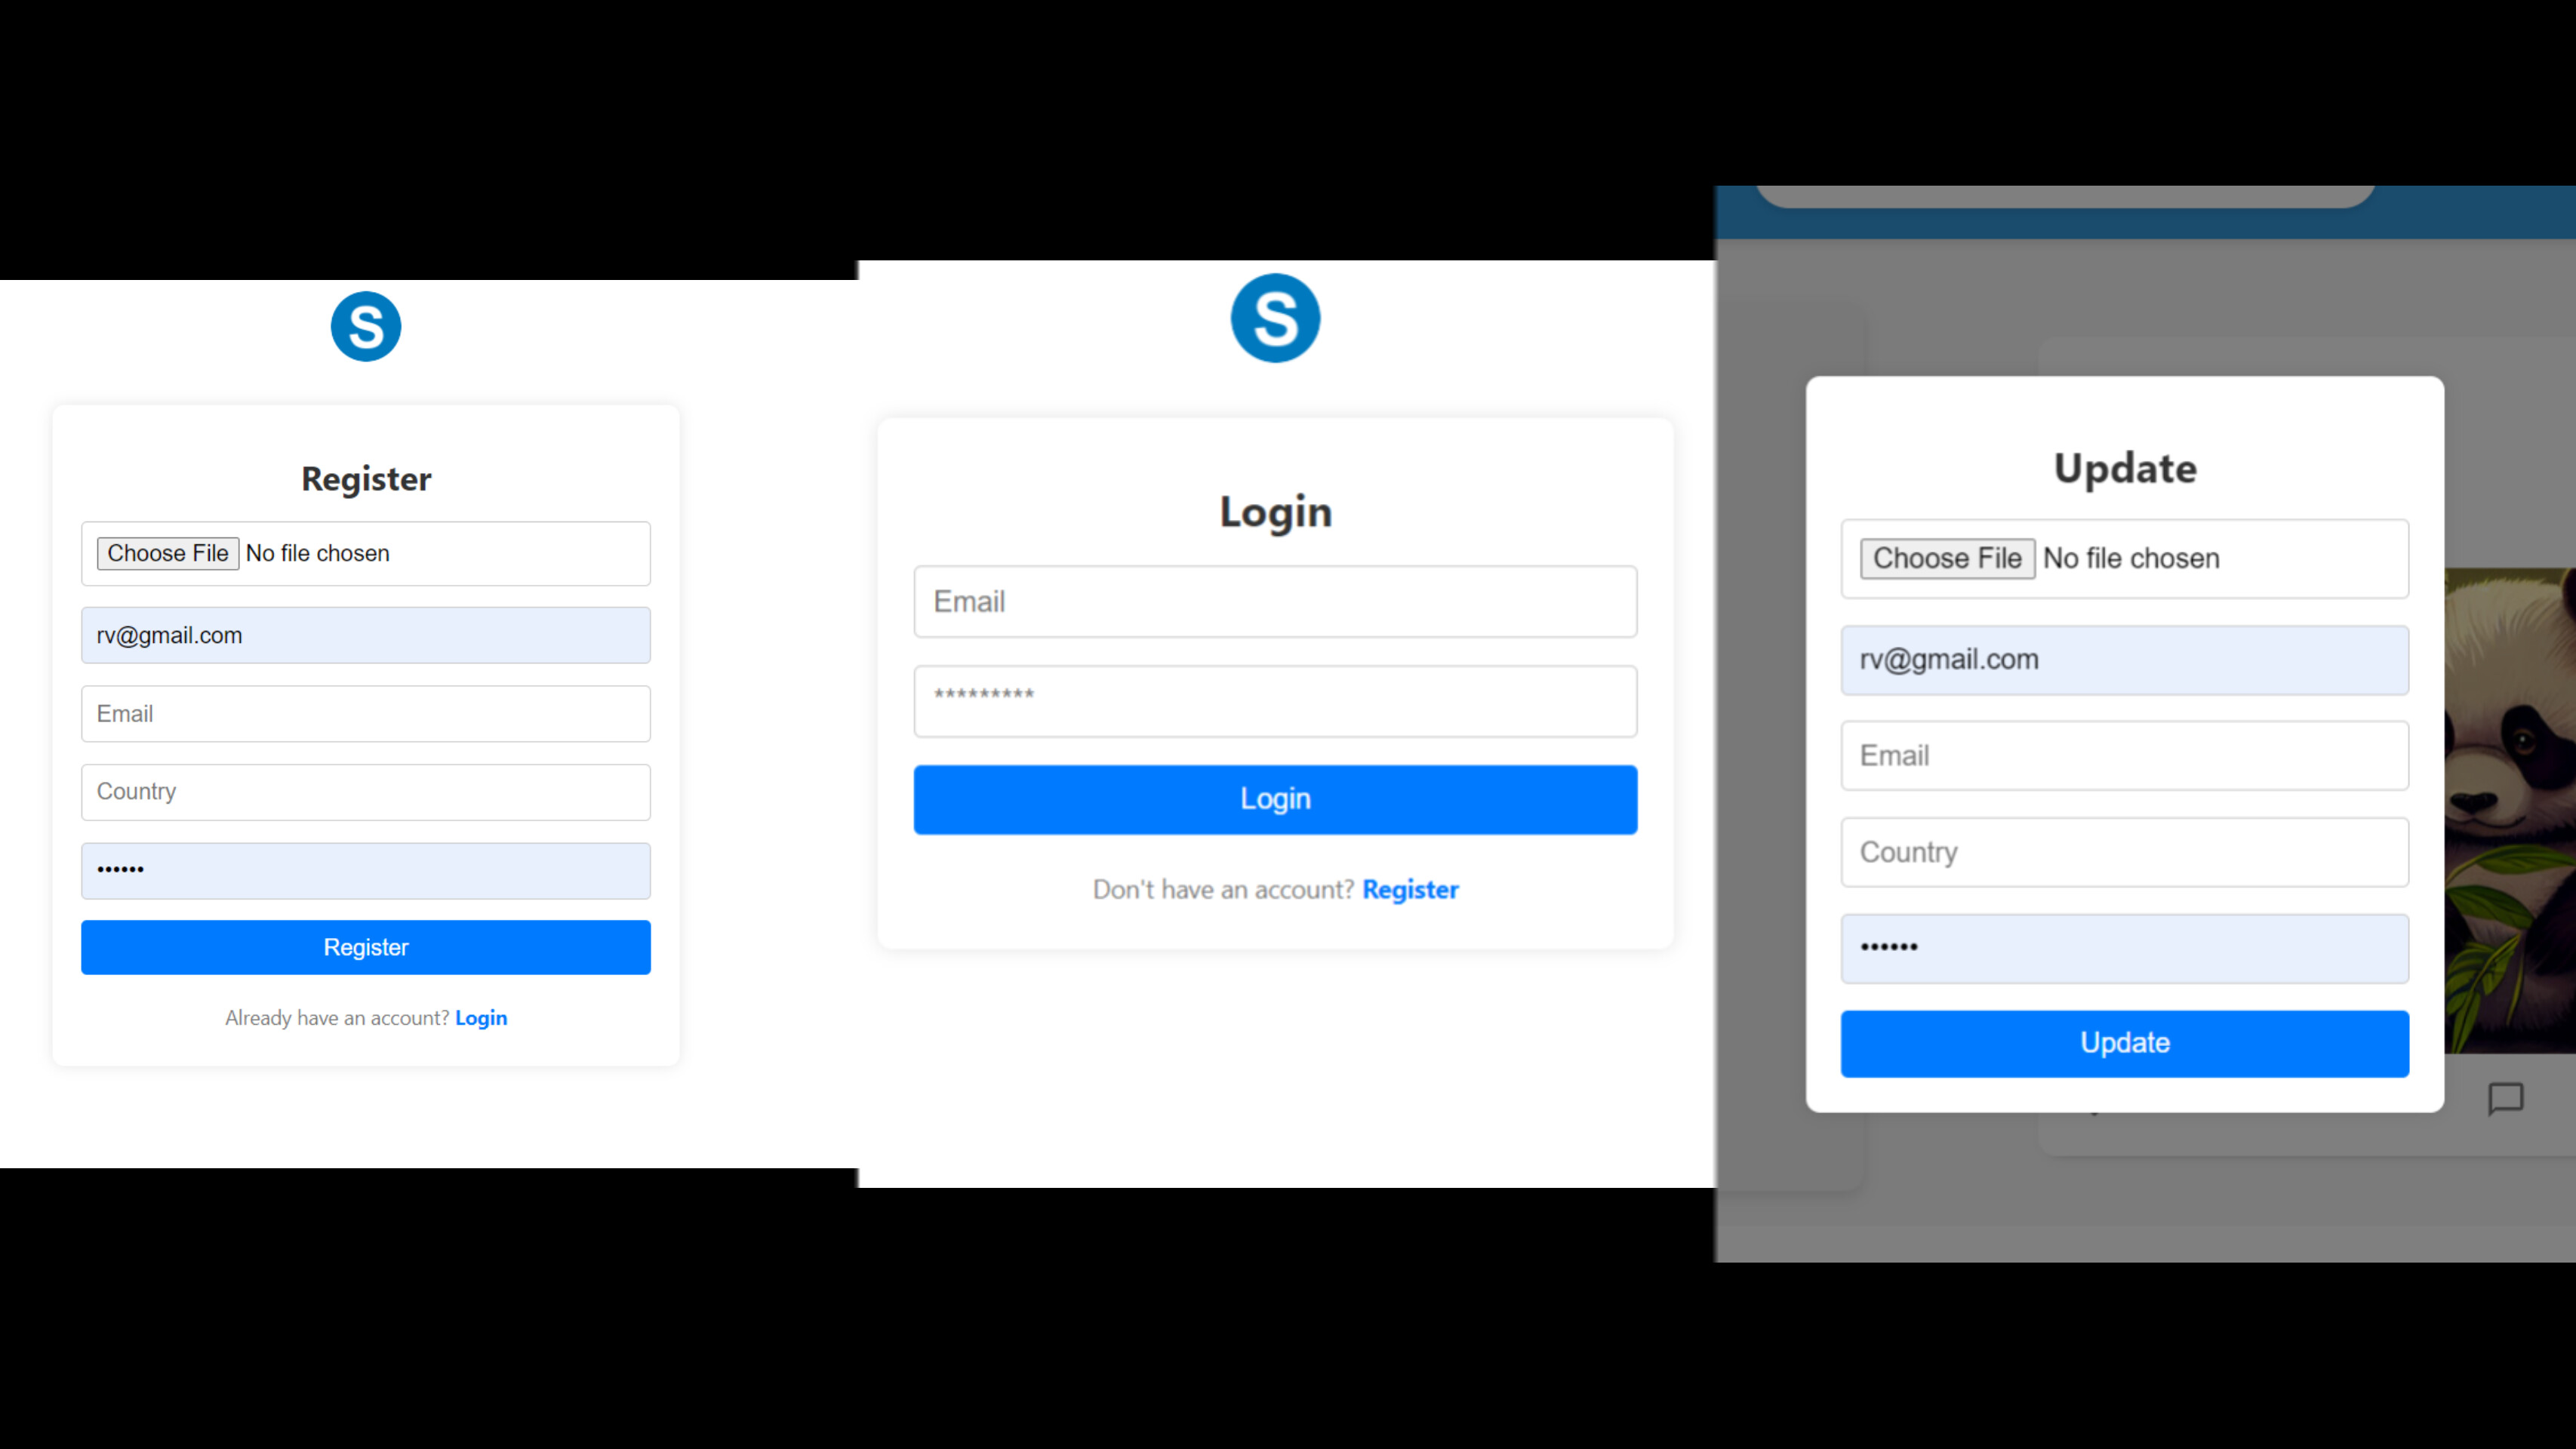 S
Register
Choose File No file chosen
rv@gmail.com
Email
Country
••••••
Register
Already have an account? Login
S
Login
Email
*********
Login
Don't have an account? Register
Update
Choose File No file chosen
rv@gmail.com
Email
Country
••••••
Update